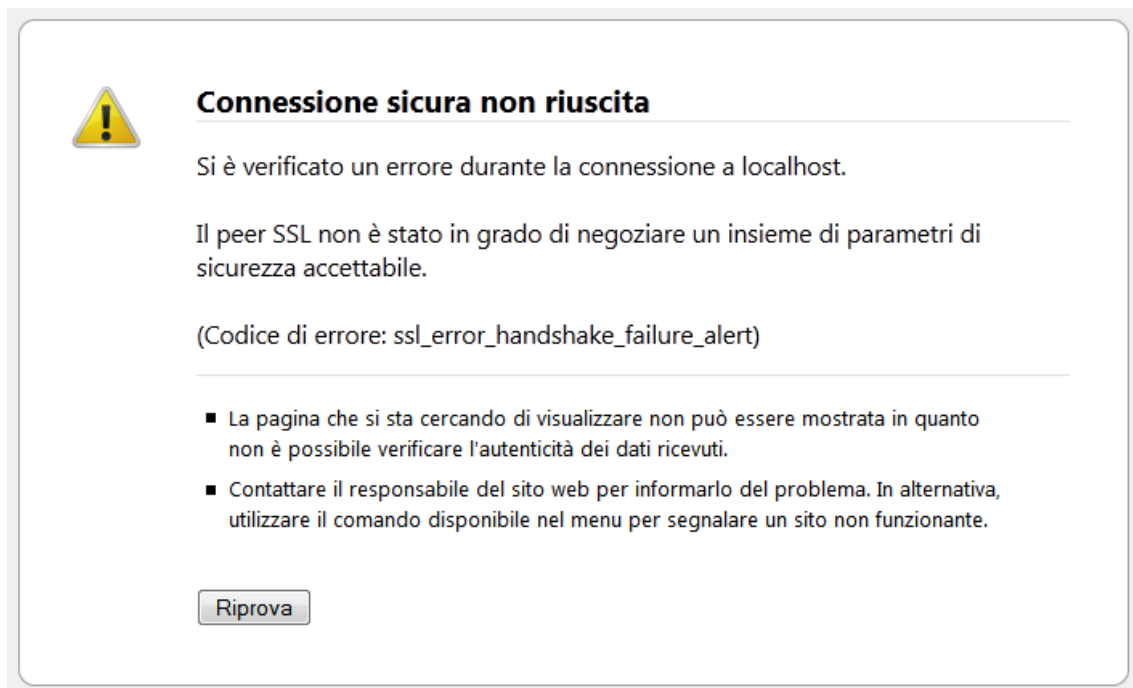 Connessione sicura non riuscita
Si è verificato un errore durante la connessione a localhost.
Il peer SSL non è stato in grado di negoziare un insieme di parametri di
sicurezza accettabile.
(Codice di errore: ssl_error_handshake_failure_alert)
La pagina che si sta cercando di visualizzare non può essere mostrata in quanto
non è possibile verificare l'autenticità dei dati ricevuti.
Contattare il responsabile del sito web per informarlo del problema. In alternativa,
utilizzare il comando disponibile nel menu per segnalare un sito non funzionante.
Riprova